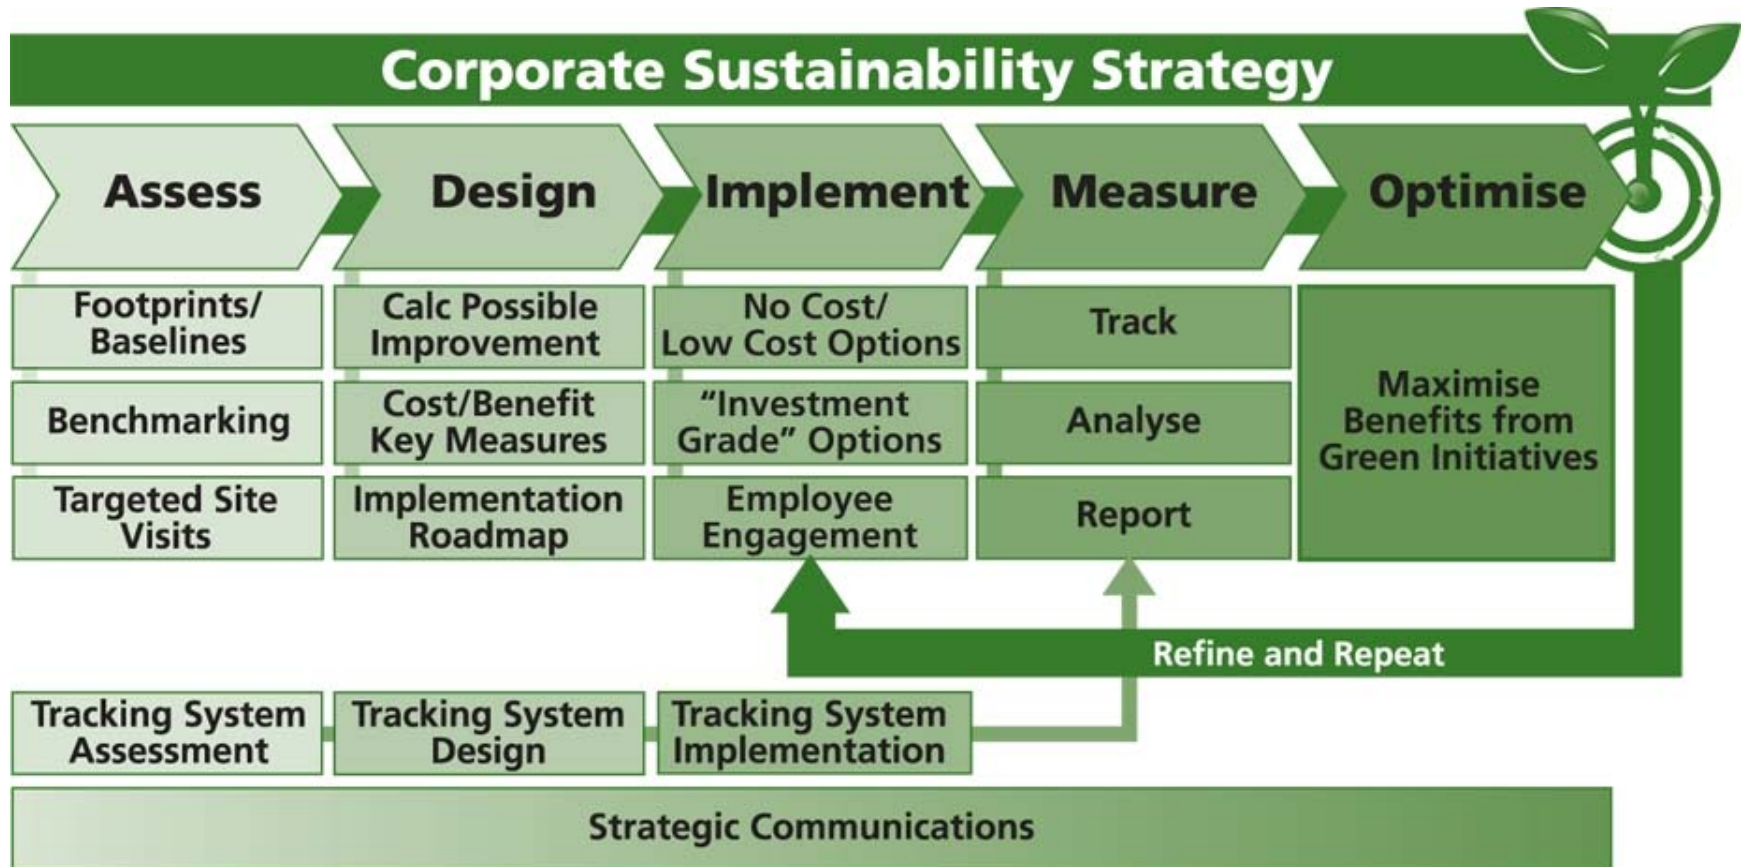 Corporate Sustainability Strategy
Assess
Design
Implement
Measure
Optimise
Footprints/
Baselines
Calc Possible
Improvement
No Cost/
Low Cost Options
Track
Maximise
Benefits from
Green Initiatives
Benchmarking
Cost/Benefit
Key Measures
“Investment
Grade” Options
Analyse
Targeted Site
Visits
Implementation
Roadmap
Employee
Engagement
Report
Refine and Repeat
Tracking System
Assessment
Tracking System
Design
Tracking System
Implementation
Strategic Communications